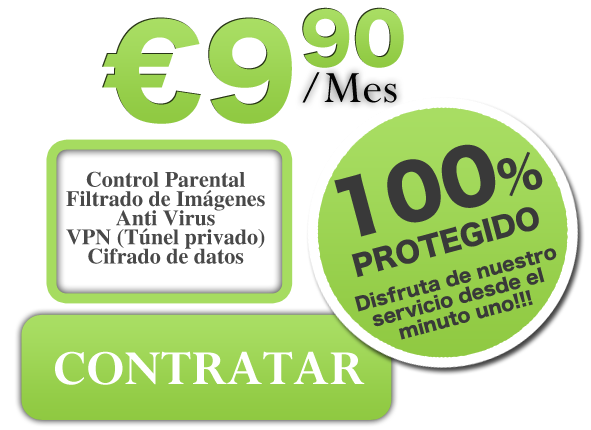 €9 90
/Mes
Control Parental
Filtrado de Imágenes
Anti Virus
VPN (Túnel privado)
Cifrado de datos
100%
PROTEGIDO
Disfruta de nuestro
servicio desde el
minuto uno!!!
CONTRATAR